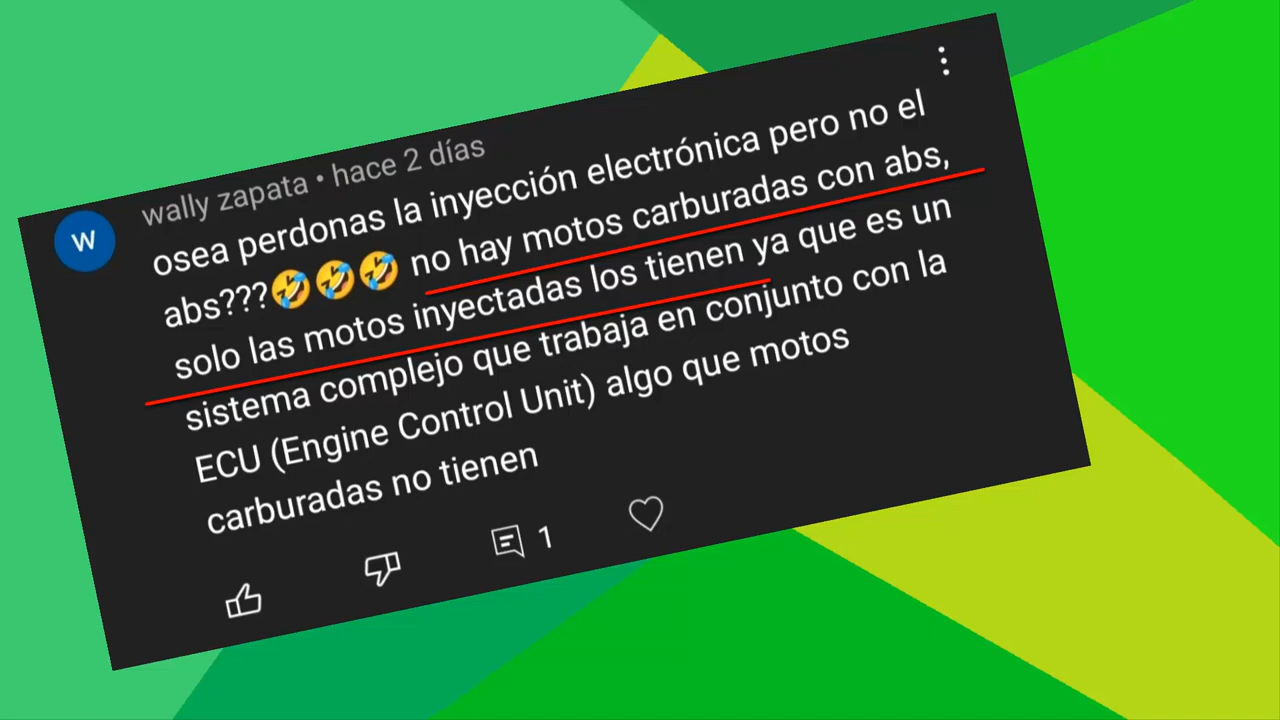 wally zapata • hace 2 días
W
osea perdonas la inyección electrónica pero no el
abs???🤣🤣🤣 no hay motos carburadas con abs,
solo las motos inyectadas los tienen ya que es un
sistema complejo que trabaja en conjunto con la
ECU (Engine Control Unit) algo que motos
carburadas no tienen
1